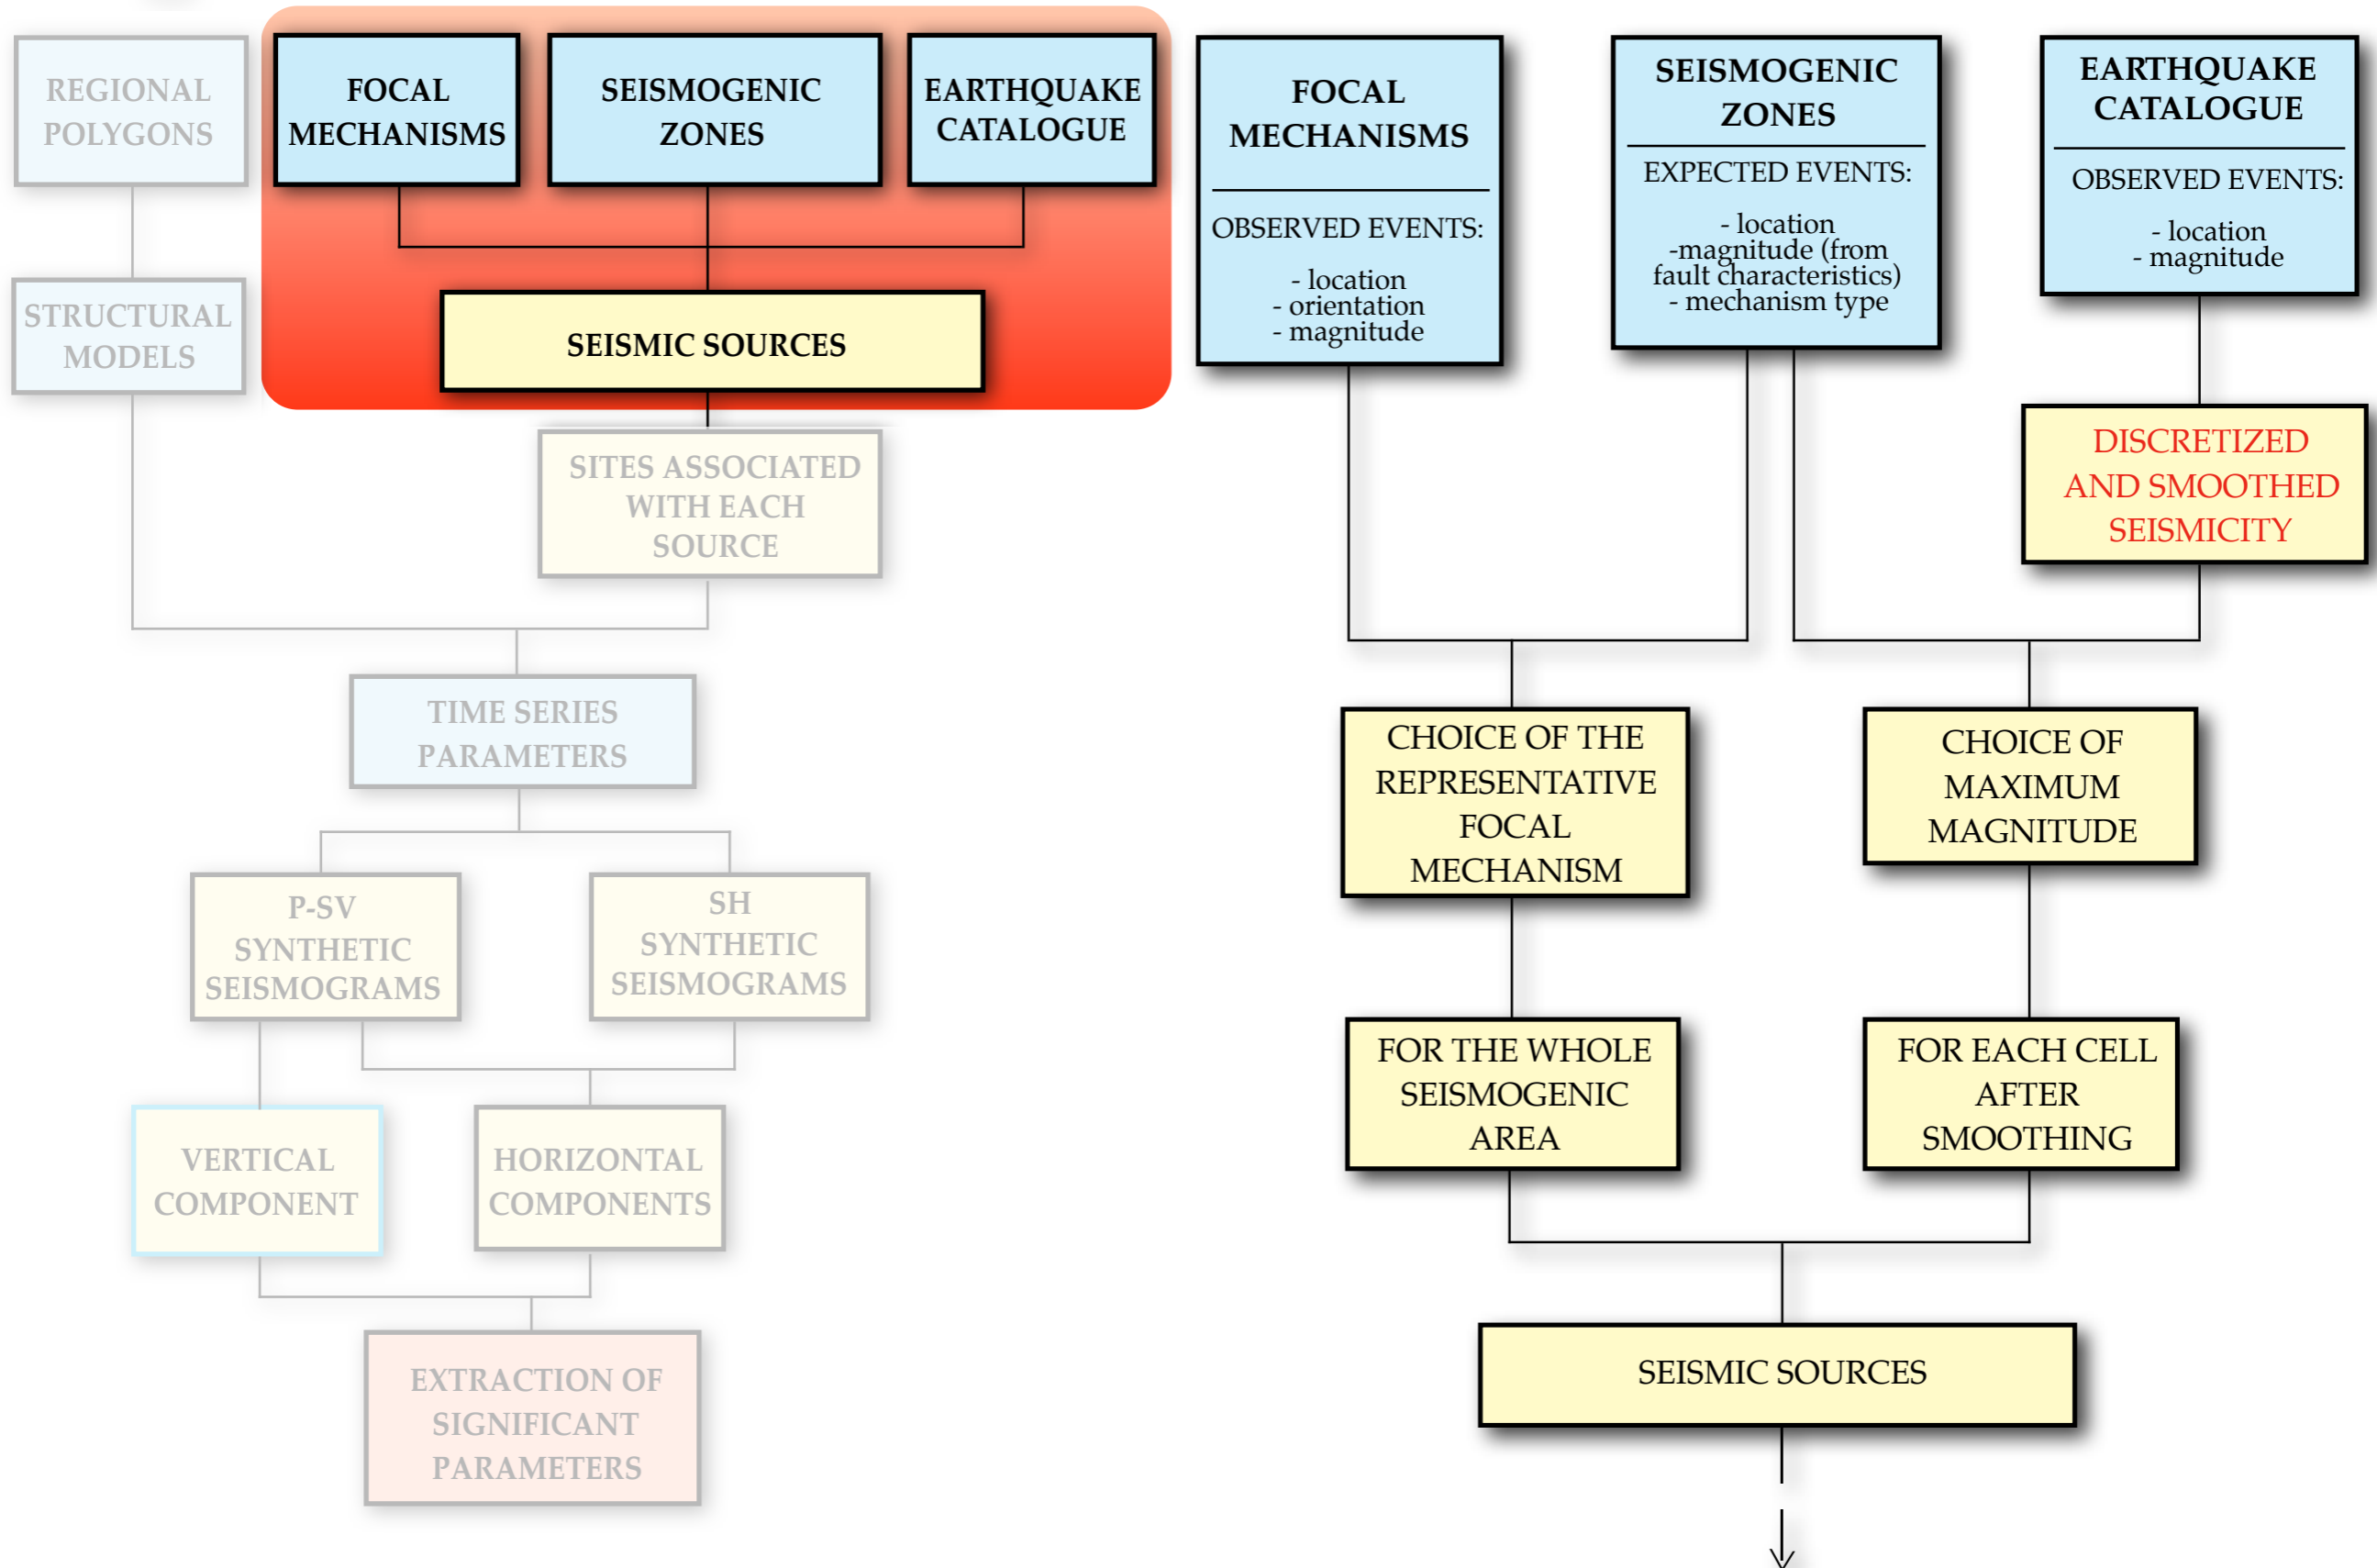 REGIONAL
POLYGONS
FOCAL
MECHANISMS
SEISMOGENIC
ZONES
EARTHQUAKE
CATALOGUE
STRUCTURAL
MODELS
SEISMIC SOURCES
SITES ASSOCIATED
WITH EACH
SOURCE
TIME SERIES
PARAMETERS
P-SV
SYNTHETIC
SEISMOGRAMS
SH
SYNTHETIC
SEISMOGRAMS
VERTICAL
COMPONENT
HORIZONTAL
COMPONENTS
EXTRACTION OF
SIGNIFICANT
PARAMETERS
FOCAL
MECHANISMS
OBSERVED EVENTS:
- location
- orientation
- magnitude
SEISMOGENIC
ZONES
EXPECTED EVENTS:
- location
-magnitude (from
fault characteristics)
- mechanism type
EARTHQUAKE
CATALOGUE
OBSERVED EVENTS:
- location
- magnitude
DISCRETIZED
AND SMOOTHED
SEISMICITY
CHOICE OF THE
REPRESENTATIVE
FOCAL
MECHANISM
CHOICE OF
MAXIMUM
MAGNITUDE
FOR THE WHOLE
SEISMOGENIC
AREA
FOR EACH CELL
AFTER
SMOOTHING
SEISMIC SOURCES